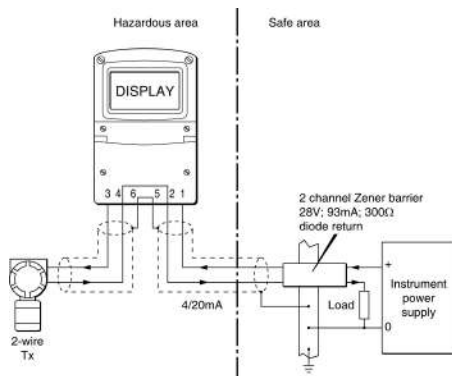 Hazardous area
Safe area
DISPLAY
3 4 6 5 2 1
2 channel Zener barrier
28V; 93mA; 300Ω
diode return
+
Instrument
power
supply
Load
0
4/20mA
2-wire
Tx